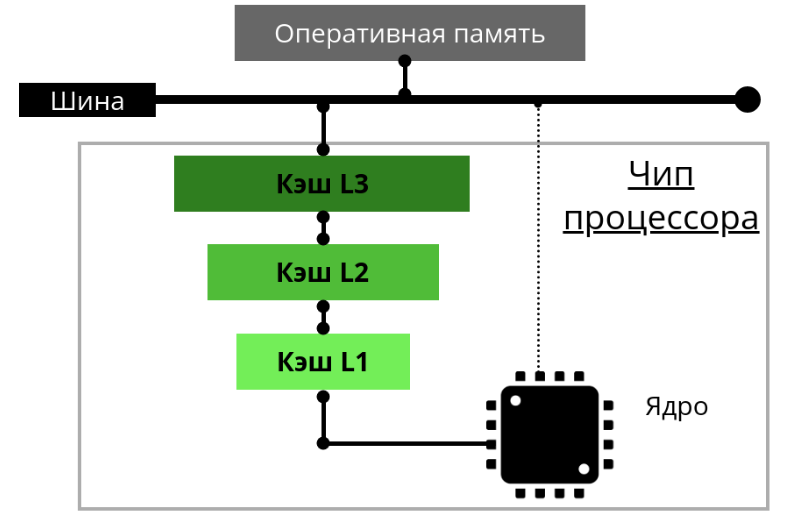 Оперативная память
Шина
Кэш L3
Чип
процессора
Кэш L2
Кэш L1
Ядро